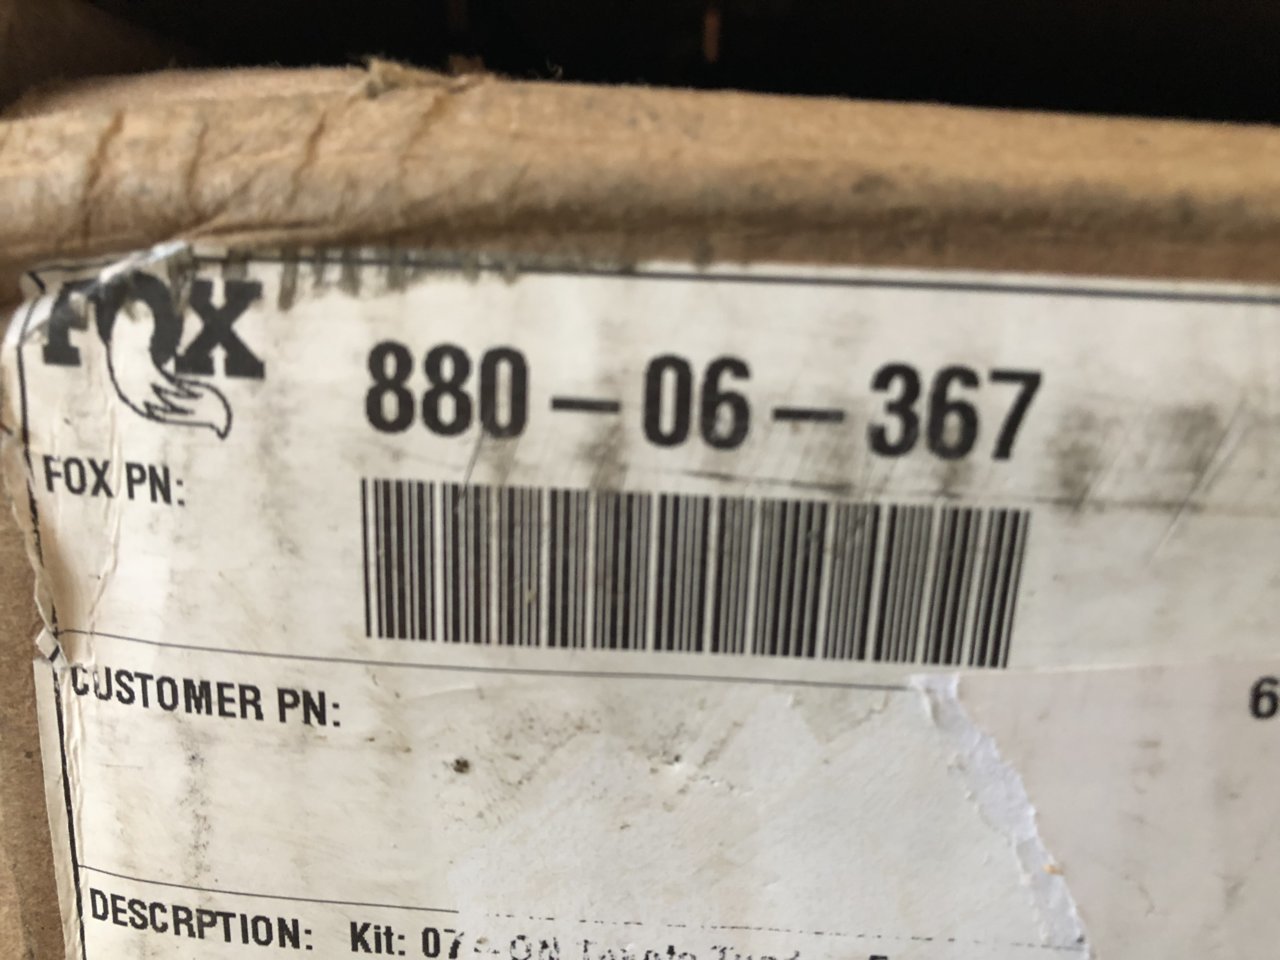 FOX
880-06-367
FOX PN:
CUSTOMER PN:
6
DESCRPTION: Kit: 07